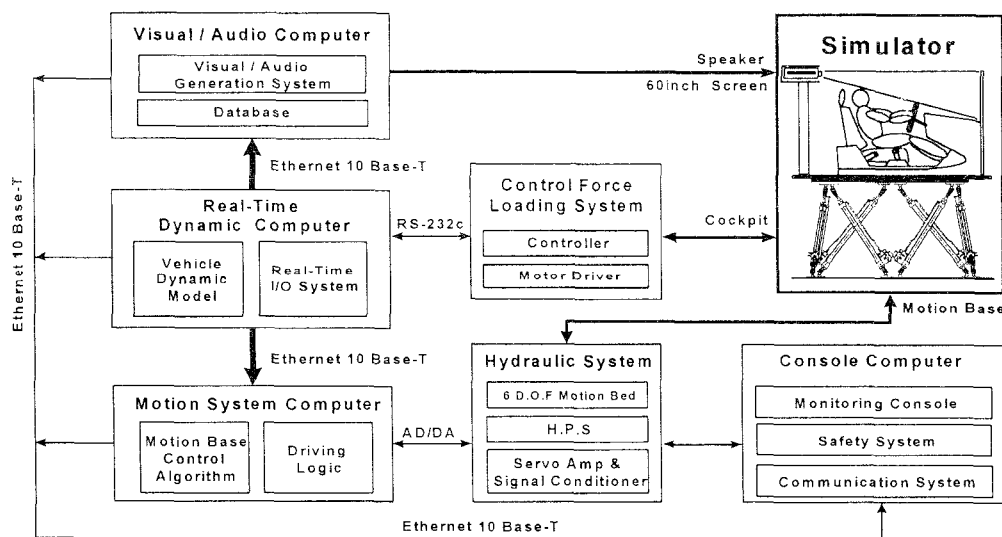 Visual / Audio Computer
Visual / Audio
Generation System
Database
Speaker
60inch Screen
Simulator
Ethernet 10 Base-T
Ethernet 10 Base-T
Real-Time
Dynamic Computer
Vehicle
Dynamic
Model
Real-Time
I/O System
RS-232c
Control Force
Loading System
Controller
Motor Driver
Cockpit
Motion Base
Ethernet 10 Base-T
Motion System Computer
Motion Base
Control
Algorithm
Driving
Logic
AD/DA
Hydraulic System
6 D.O.F Motion Bed
H.P.S
Servo Amp &
Signal Conditioner
Console Computer
Monitoring Console
Safety System
Communication System
Ethernet 10 Base-T